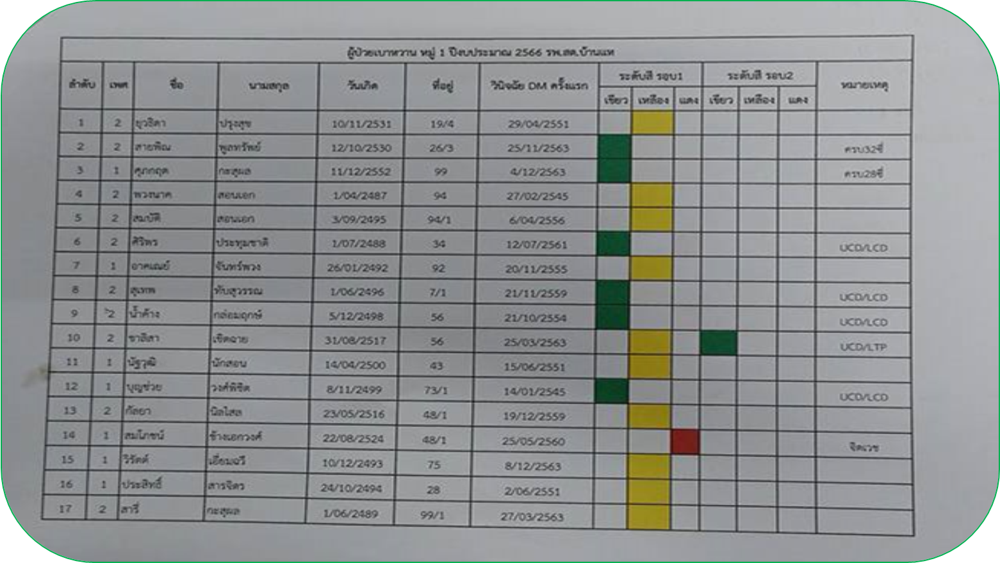 ผู้ป่วยเบาหวาน หมู่ 1 ปีงบประมาณ 2566 รพ.สต.บ้านแห
ลำดับ เพศ ชื่อ นามสกุล วันเกิด ที่อยู่ วินิจฉัย DM ครั้งแรก ระดับสี รอบ1 ระดับสี รอบ2 หมายเหตุ
เขียว เหลือง แดง เขียว เหลือง แดง
1 2 ยุวธิดา ปรุงสุข 10/11/2531 19/4 29/04/2551
2 2 สายพิณ พูลทรัพย์ 12/10/2530 26/3 25/11/2563 ครบ32ซี่
3 1 ศุภกฤต กะสุผล 11/12/2552 99 4/12/2563 ครบ28ซี่
4 2 พวงนาค สอนเอก 1/04/2487 94 27/02/2545
5 2 สมบัติ สอนเอก 3/09/2495 94/1 6/04/2556
6 2 ศิริพร ประทุมชาติ 1/07/2488 34 12/07/2561 UCD/LCD
7 1 อาคเณย์ จันทร์พวง 26/01/2492 92 20/11/2555
8 2 สุเทพ ทับสุวรรณ 1/06/2496 7/1 21/11/2559 UCD/LCD
9 2 น้ำค้าง กล่อมฤกษ์ 5/12/2498 56 21/10/2554 UCD/LCD
10 2 ชาลิสา เชิดฉาย 31/08/2517 56 25/03/2563 UCD/LTP
11 1 นัฐวุฒิ นักสอน 14/04/2500 43 15/06/2551
12 1 บุญช่วย วงศ์พิชิต 8/11/2499 73/1 14/01/2545 UCD/LCD
13 2 กัลยา นิลไสล 23/05/2516 48/1 19/12/2559
14 1 สมโภชน์ ช้างเอกวงศ์ 22/08/2524 48/1 25/05/2560 จิตเวช
15 1 วิรัตต์ เอี่ยมฉวี 10/12/2493 75 8/12/2563
16 1 ประสิทธิ์ สารจิตร 24/10/2494 28 2/06/2551
17 2 สารี่ กะสุผล 1/06/2489 99/1 27/03/2563